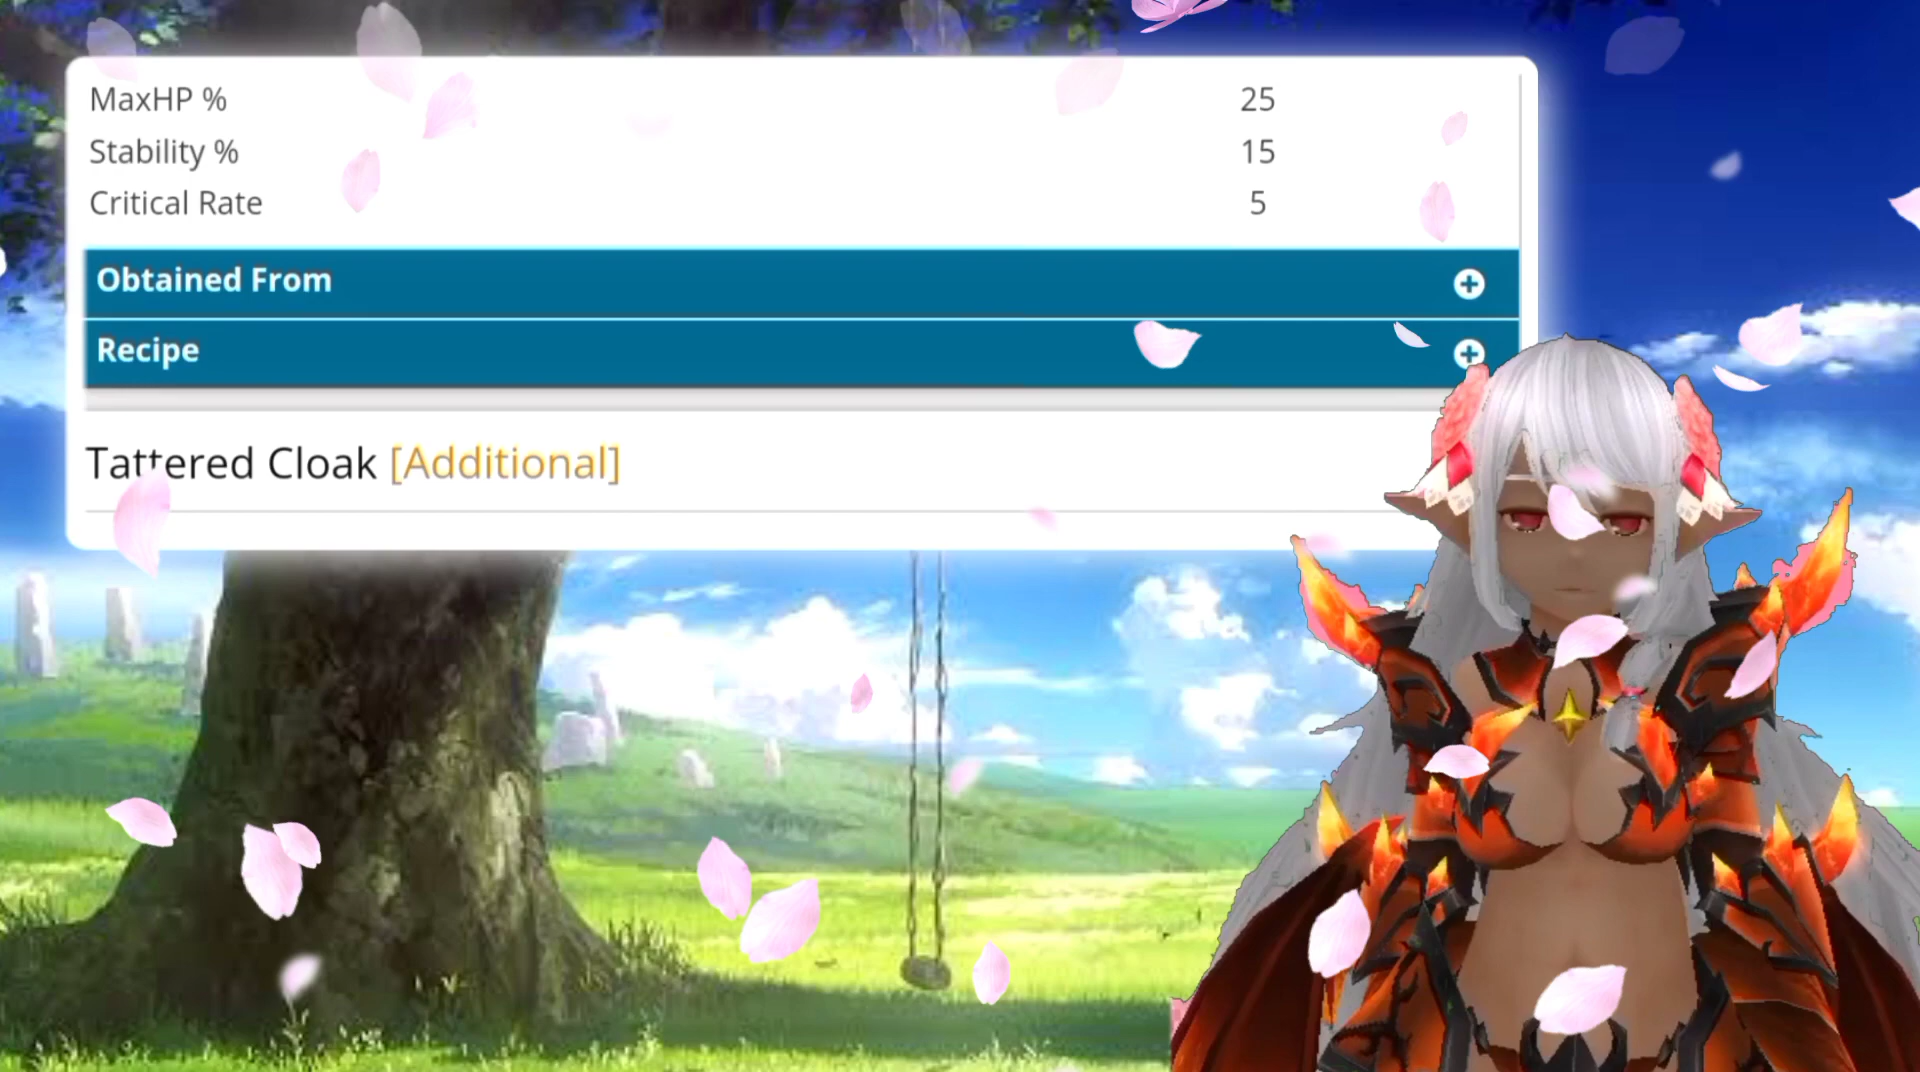 MaxHP % 25
Stability % 15
Critical Rate 5
Obtained From
Recipe
Tattered Cloak [Additional]